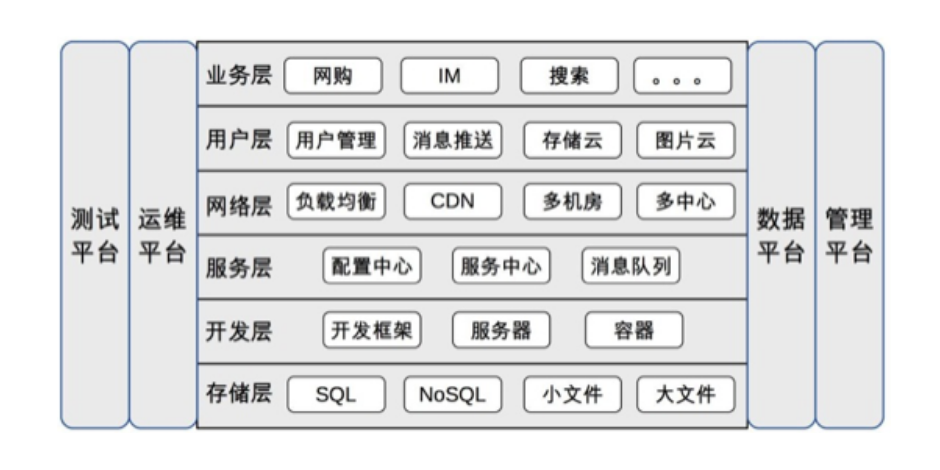 测试
平台
运维
平台
业务层 网购 IM 搜索 。。。
用户层 用户管理 消息推送 存储云 图片云
网络层 负载均衡 CDN 多机房 多中心
服务层 配置中心 服务中心 消息队列
开发层 开发框架 服务器 容器
存储层 SQL NoSQL 小文件 大文件
数据
平台
管理
平台